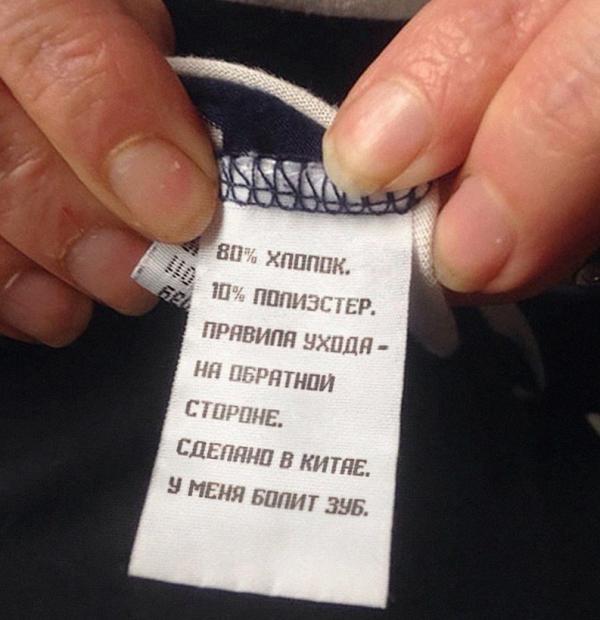 80% ХЛОПОК.
10% ПОЛИЭСТЕР.
ПРАВИЛА УХОДА -
НА ОБРАТНОЙ
СТОРОНЕ.
СДЕЛАНО В КИТАЕ.
У МЕНЯ БОЛИТ ЗУБ.